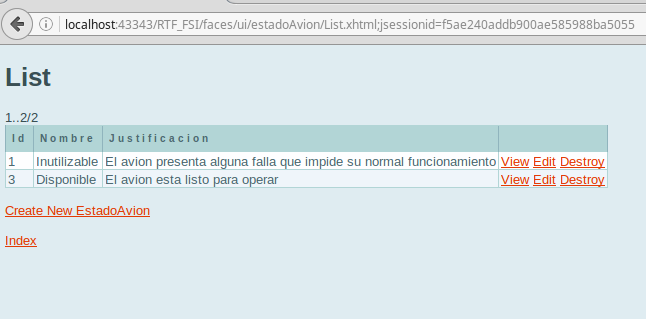 localhost:43343/RTF_FSI/faces/ui/estadoAvion/List.xhtml;jsessionid=f5ae240addb900ae585988ba5055
List
1..2/2
Id Nombre Justificacion
1 Inutilizable El avion presenta alguna falla que impide su normal funcionamiento View Edit Destroy
3 Disponible El avion esta listo para operar View Edit Destroy
Create New EstadoAvion
Index